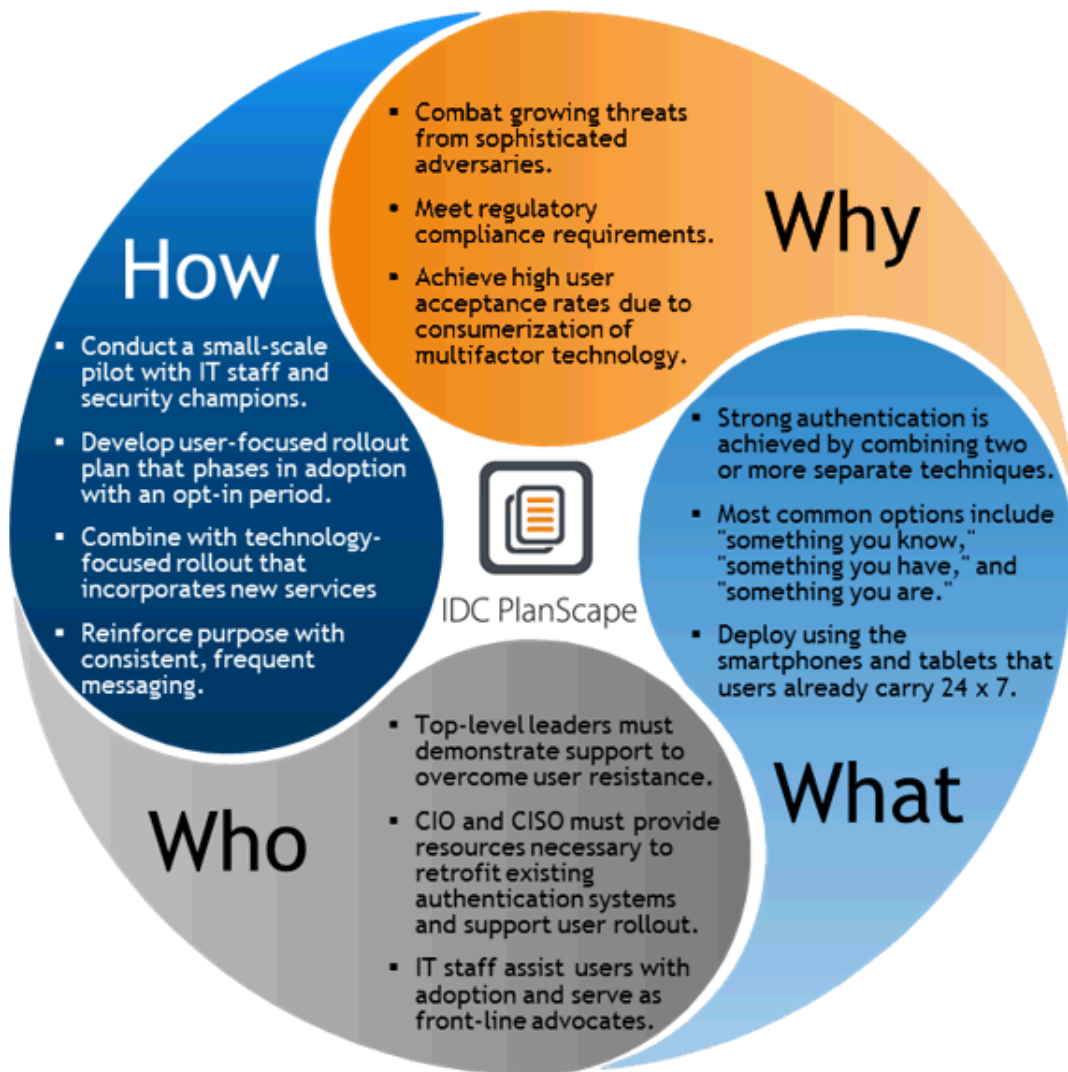 Why
▪ Combat growing threats
from sophisticated
adversaries.
▪ Meet regulatory
compliance requirements.
▪ Achieve high user
acceptance rates due to
consumerization of
multifactor technology.
What
▪ Strong authentication is
achieved by combining two
or more separate techniques.
▪ Most common options include
"something you know,"
"something you have," and
"something you are."
▪ Deploy using the
smartphones and tablets that
users already carry 24 x 7.
Who
▪ Top-level leaders must
demonstrate support to
overcome user resistance.
▪ CIO and CISO must provide
resources necessary to
retrofit existing
authentication systems
and support user rollout.
▪ IT staff assist users with
adoption and serve as
front-line advocates.
How
▪ Conduct a small-scale
pilot with IT staff and
security champions.
▪ Develop user-focused rollout
plan that phases in adoption
with an opt-in period.
▪ Combine with technology-
focused rollout that
incorporates new services
▪ Reinforce purpose with
consistent, frequent
messaging.
IDC PlanScape